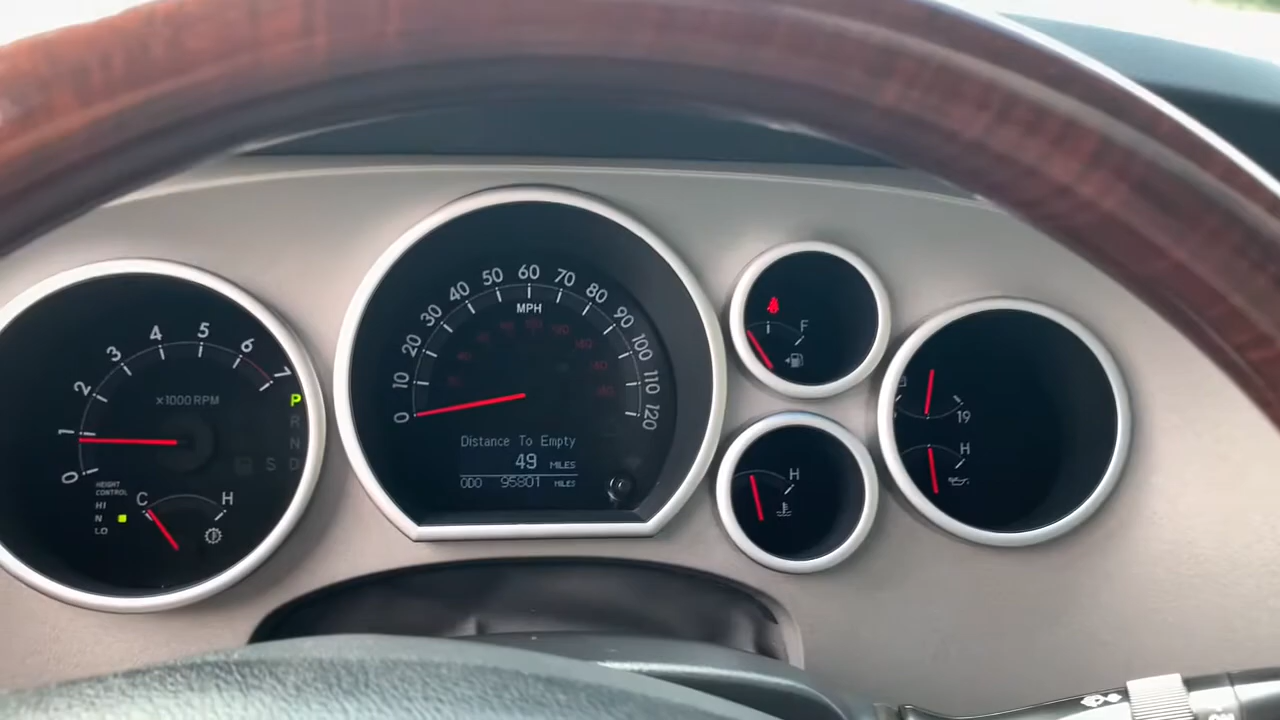 0 1 2 3 4 5 6 7
x1000 RPM
P
R
N
D
S
HEIGHT
CONTROL
HI
N
LO
C H
0 10 20 30 40 50 60 70 80 90 100 110 120
MPH
Distance To Empty
49 MILES
ODO 95801 MILES
F
H
19
H